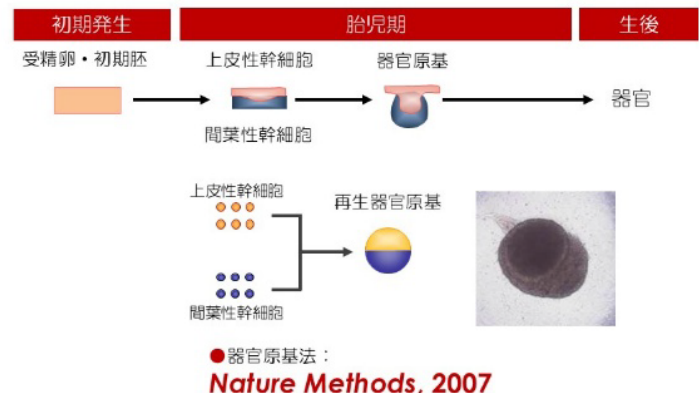 初期発生
胎児期
生後
受精卵・初期胚
上皮性幹細胞
器官原基
間葉性幹細胞
器官
上皮性幹細胞
再生器官原基
間葉性幹細胞
●器官原基法：
Nature Methods, 2007